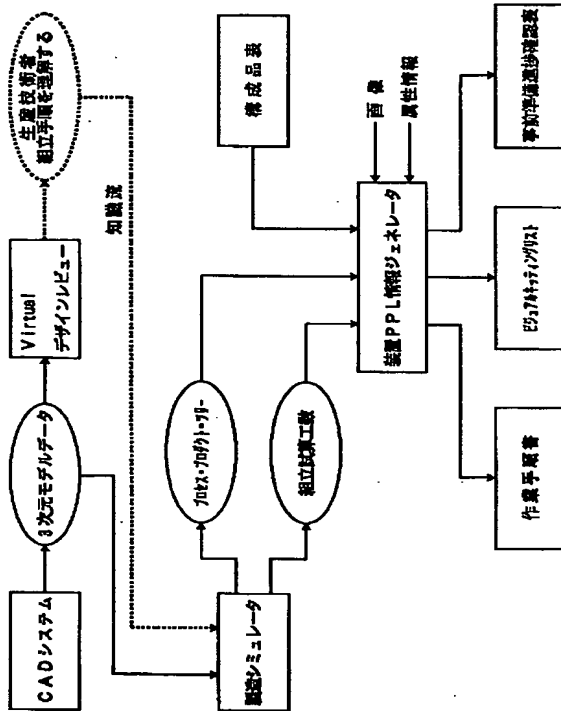 CADシステム
3次元モデルデータ
Virtual
デザインレビュー
生産技術者
組立手順を理解する
知識流
製造シミュレータ
プロセス・プロダクト・ツリー
組立試算工数
構成品表
画像
属性情報
装置PPL情報ジェネレータ
作業手順書
ビジュアルキッティングリスト
事前準備進捗確認表